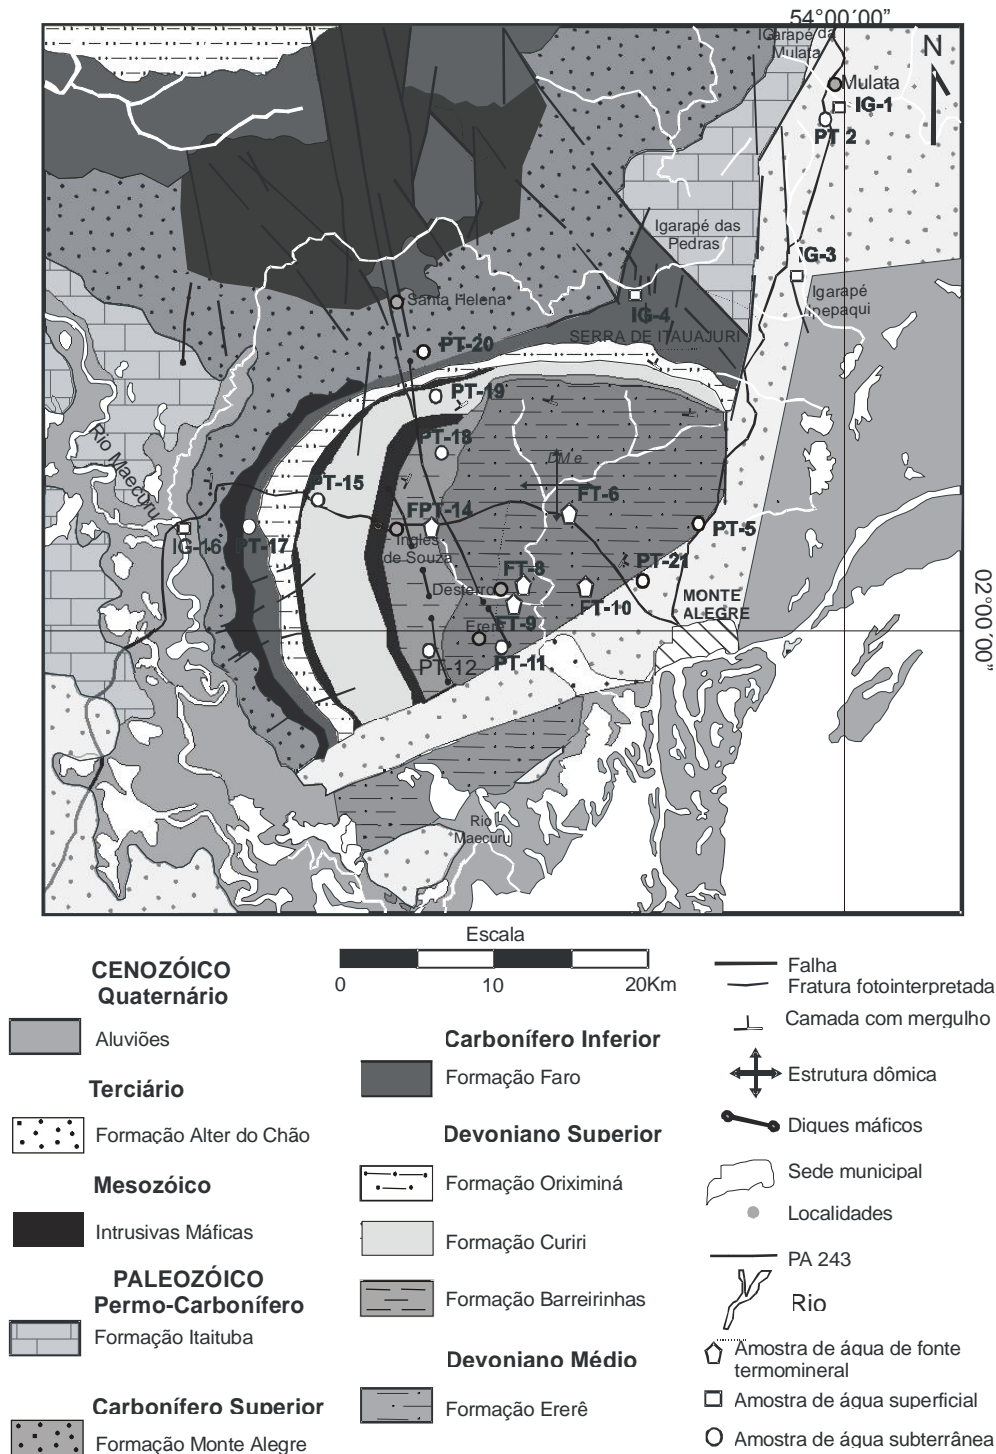 54°00´00”
Igarapé da
Mulata
N
Mulata
IG-1
PT 2
Igarapé das
Pedras
IG-3
Igarapé
Ipepaqui
Santa Helena
IG-4
SERRA DE ITAUAJURI
PT-20
PT-19
PT-18
Rio Maecuru
PT-15
DM e
FT-6
FPT-14
PT-5
IG-16
PT-17
Inglês
de Souza
FT-8
PT-21
Desterro
MONTE
ALEGRE
FT-10
FT-9
Ererê
PT-11
PT-12
02°00´00”
Rio
Maecuru
Escala
0
10
20Km
CENOZÓICO
Quaternário
Aluviões
Terciário
Formação Alter do Chão
Mesozóico
Intrusivas Máficas
PALEOZÓICO
Permo-Carbonífero
Formação Itaituba
Carbonífero Superior
Formação Monte Alegre
Carbonífero Inferior
Formação Faro
Devoniano Superior
Formação Oriximiná
Formação Curiri
Formação Barreirinhas
Devoniano Médio
Formação Ererê
Falha
Fratura fotointerpretada
Camada com mergulho
Estrutura dômica
Diques máficos
Sede municipal
Localidades
PA 243
Rio
Amostra de água de fonte
termomineral
Amostra de água superficial
Amostra de água subterrânea